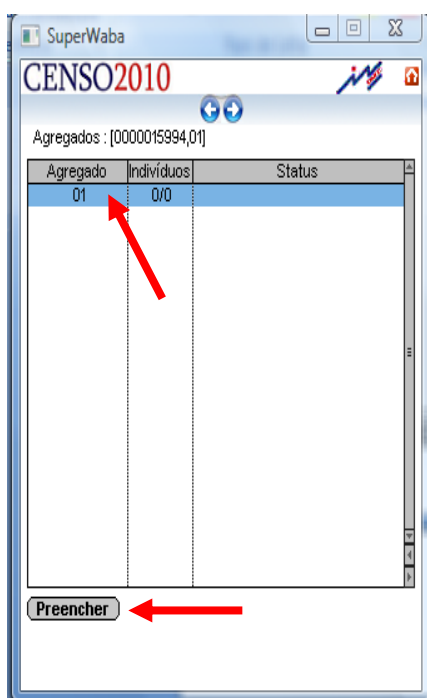 SuperWaba
CENSO2010
Agregados : [0000015994,01]
Agregado Indivíduos Status
01 0/0
Preencher